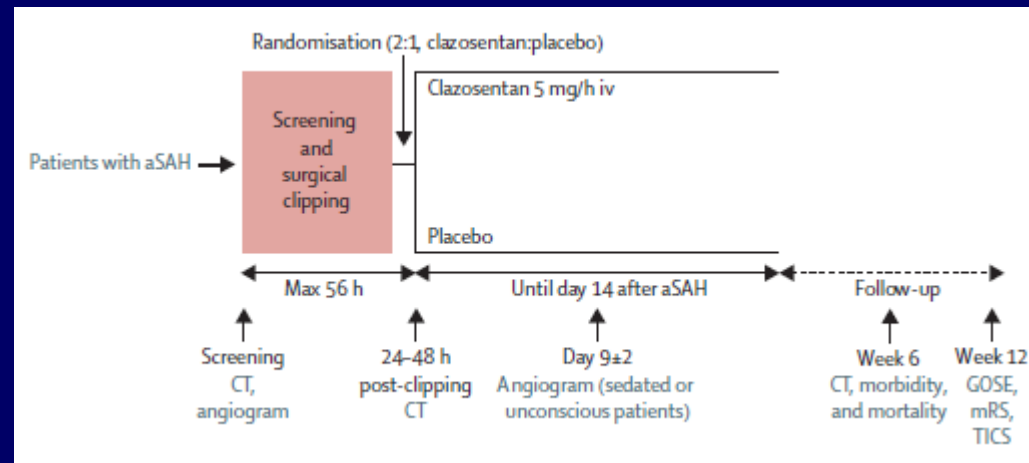 Randomisation (2:1, clazosentan:placebo)
Clazosentan 5 mg/h iv
Screening
and
surgical
clipping
Patients with aSAH
Placebo
Max 56 h
Until day 14 after aSAH
Follow-up
Screening
CT,
angiogram
24–48 h
post-clipping
CT
Day 9±2
Angiogram (sedated or
unconscious patients)
Week 6
CT, morbidity,
and mortality
Week 12
GOSE,
mRS,
TICS